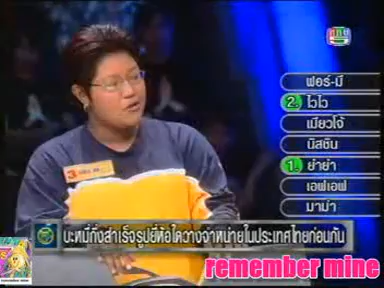 ฟอร์-มี
2. ไวไว
เมียวโจ้
นิสชิน
1. ยำยำ
เอฟเอฟ
มาม่า
3
บะหมี่กึ่งสำเร็จรูปยี่ห้อใดวางจำหน่ายในประเทศไทยก่อนกัน
remember mine